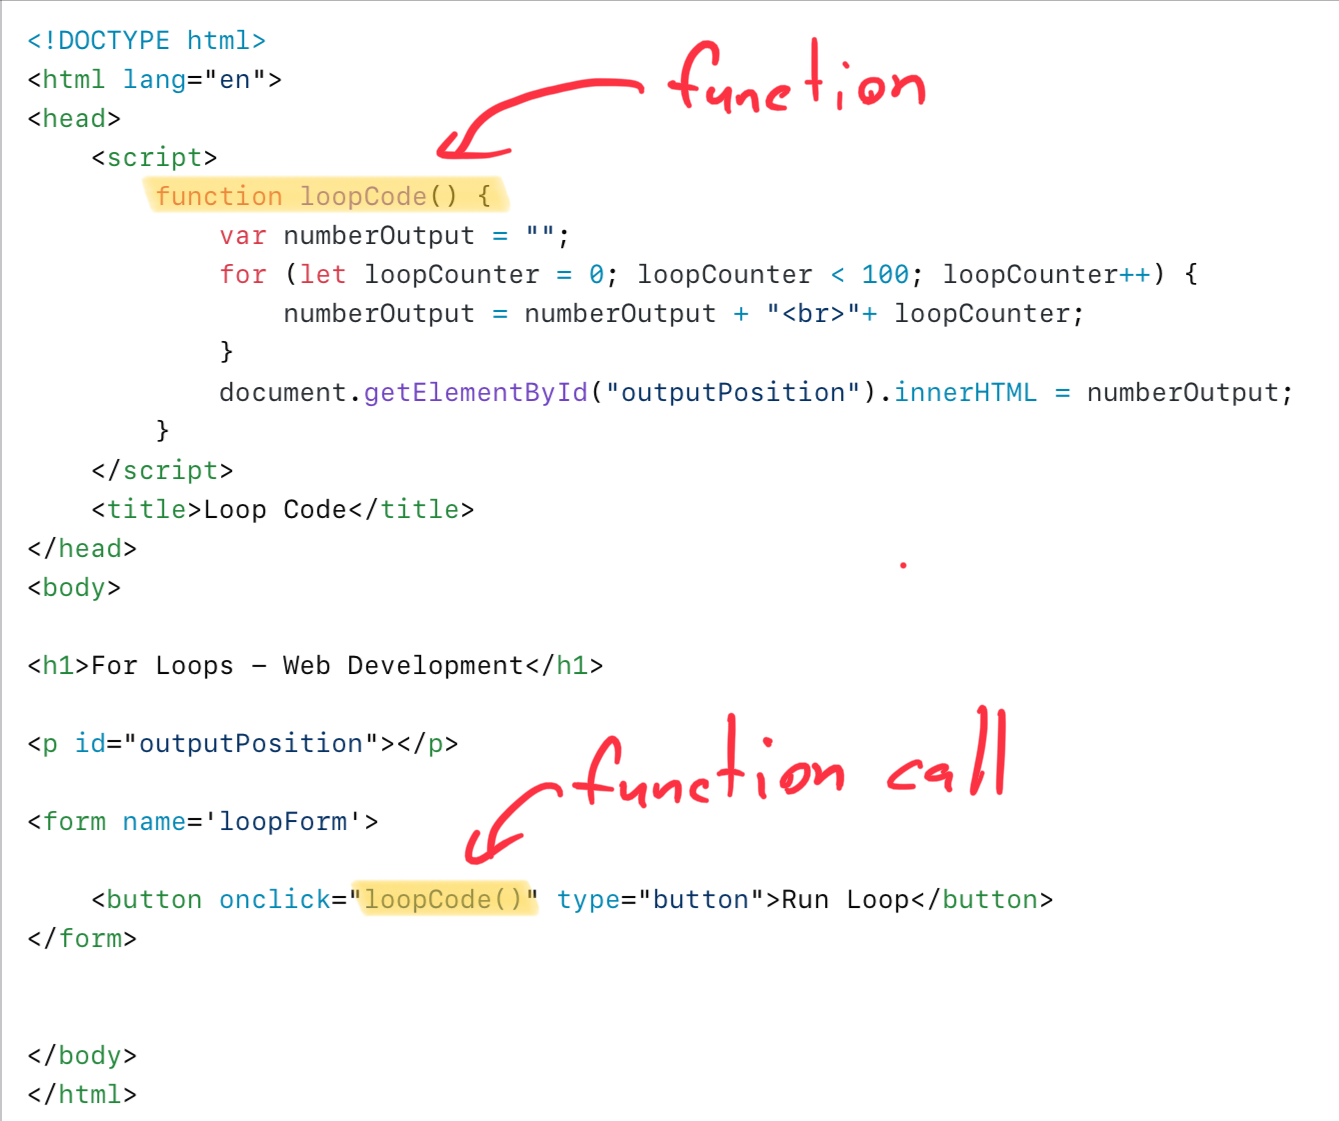 <!DOCTYPE html>
<html lang="en">
<head>
function
<script>
function loopCode() {
var numberOutput = "";
for (let loopCounter = 0; loopCounter < 100; loopCounter++) {
numberOutput = numberOutput + "<br>"+ loopCounter;
}
document.getElementById("outputPosition").innerHTML = numberOutput;
}
</script>
<title>Loop Code</title>
</head>
<body>
<h1>For Loops – Web Development</h1>
<p id="outputPosition"></p>
function call
<form name='loopForm'>
<button onclick="loopCode()" type="button">Run Loop</button>
</form>
</body>
</html>